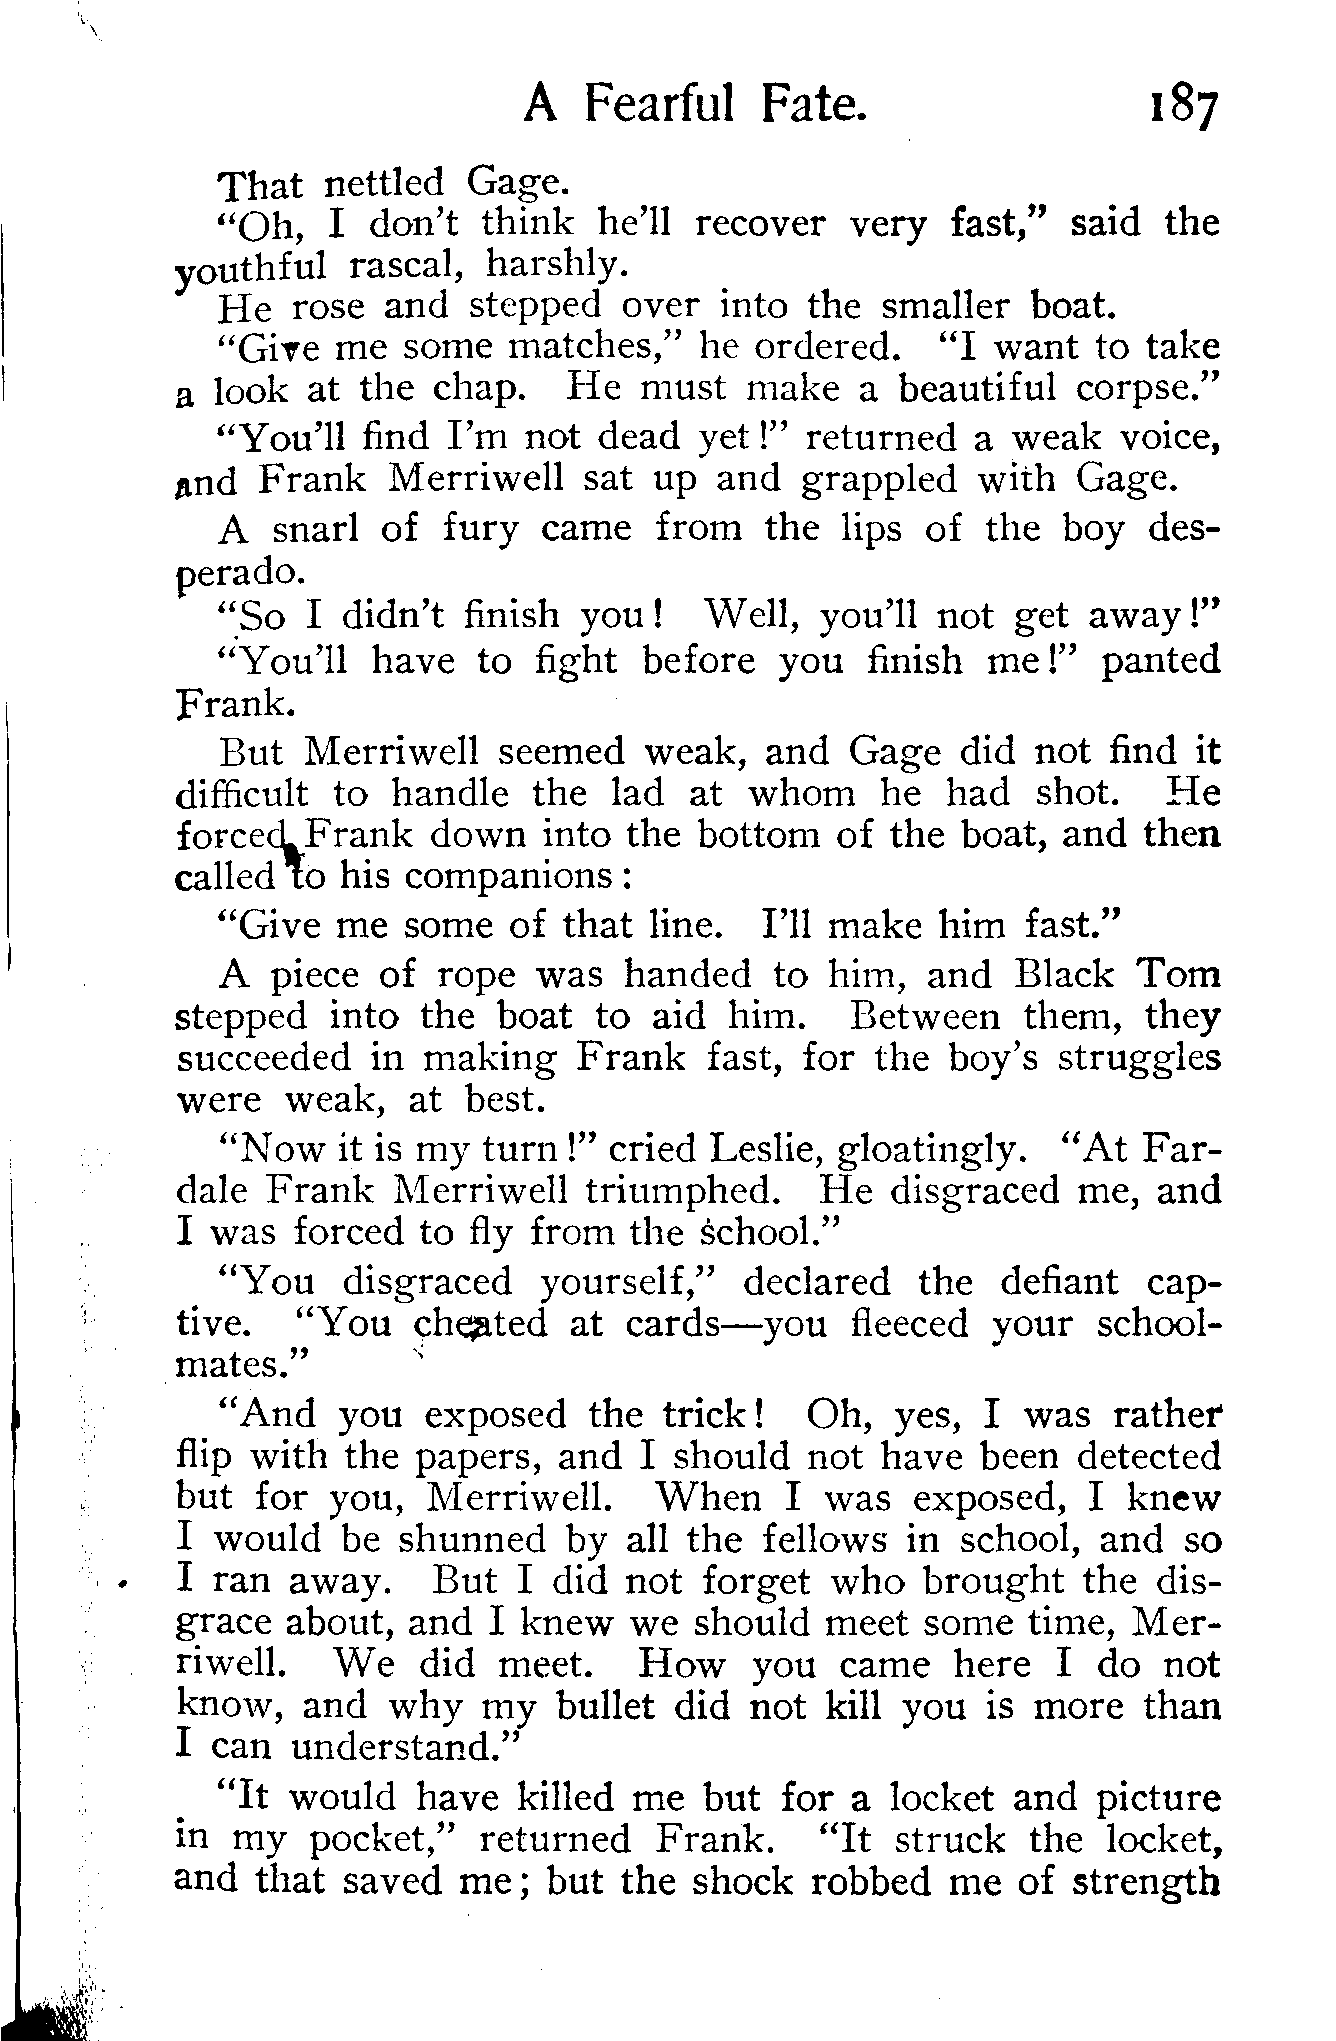 A Fearful Fate. 187
That nettled Gage.
"Oh, I don't think he'll recover very fast," said the
youthful rascal, harshly.
He rose and stepped over into the smaller boat.
"Give me some matches," he ordered. "I want to take
a look at the chap. He must make a beautiful corpse."
"You'll find I'm not dead yet!" returned a weak voice,
and Frank Merriwell sat up and grappled with Gage.
A snarl of fury came from the lips of the boy des-
perado.
"So I didn't finish you! Well, you'll not get away!"
"You'll have to fight before you finish me!" panted
Frank.
But Merriwell seemed weak, and Gage did not find it
difficult to handle the lad at whom he had shot. He
forced Frank down into the bottom of the boat, and then
called to his companions:
"Give me some of that line. I'll make him fast."
A piece of rope was handed to him, and Black Tom
stepped into the boat to aid him. Between them, they
succeeded in making Frank fast, for the boy's struggles
were weak, at best.
"Now it is my turn!" cried Leslie, gloatingly. "At Far-
dale Frank Merriwell triumphed. He disgraced me, and
I was forced to fly from the school."
"You disgraced yourself," declared the defiant cap-
tive. "You cheated at cards—you fleeced your school-
mates."
"And you exposed the trick! Oh, yes, I was rather
flip with the papers, and I should not have been detected
but for you, Merriwell. When I was exposed, I knew
I would be shunned by all the fellows in school, and so
I ran away. But I did not forget who brought the dis-
grace about, and I knew we should meet some time, Mer-
riwell. We did meet. How you came here I do not
know, and why my bullet did not kill you is more than
I can understand."
"It would have killed me but for a locket and picture
in my pocket," returned Frank. "It struck the locket,
and that saved me; but the shock robbed me of strength